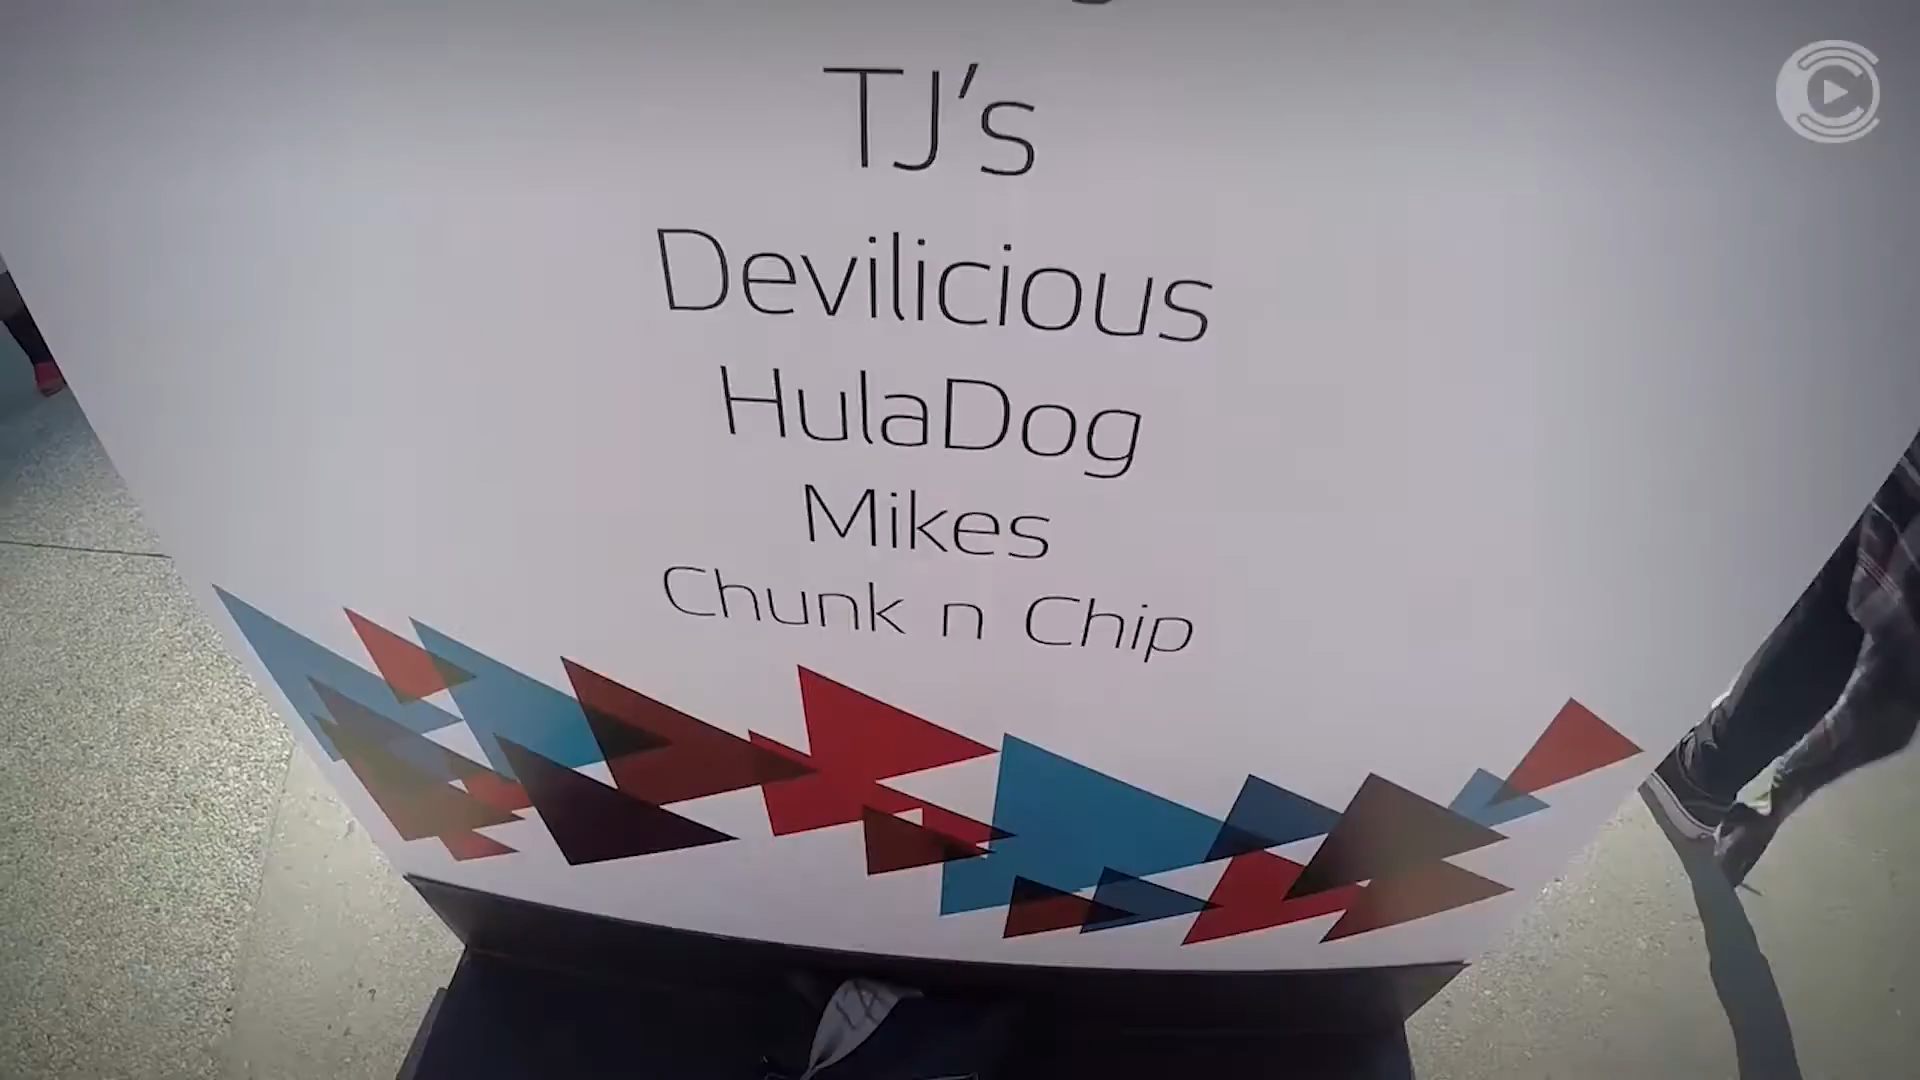 TJ's
Devilicious
HulaDog
Mikes
Chunk n Chip